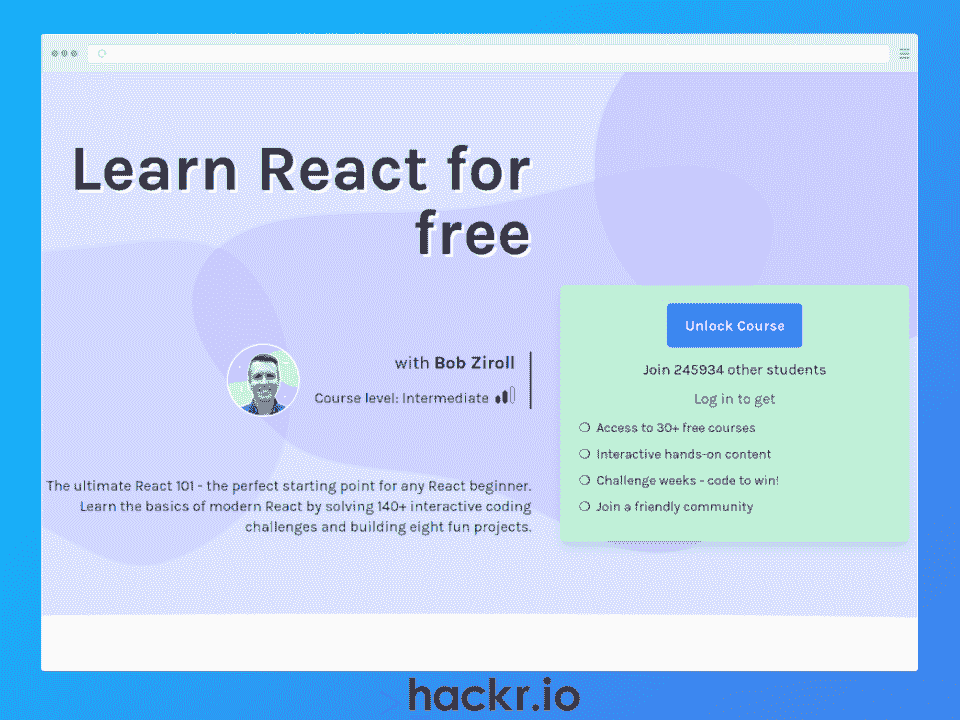 Learn React for
free
with Bob Ziroll
Course level: Intermediate
The ultimate React 101 - the perfect starting point for any React beginner.
Learn the basics of modern React by solving 140+ interactive coding
challenges and building eight fun projects.
Unlock Course
Join 245934 other students
Log in to get
Access to 30+ free courses
Interactive hands-on content
Challenge weeks - code to win!
Join a friendly community
hackr.io